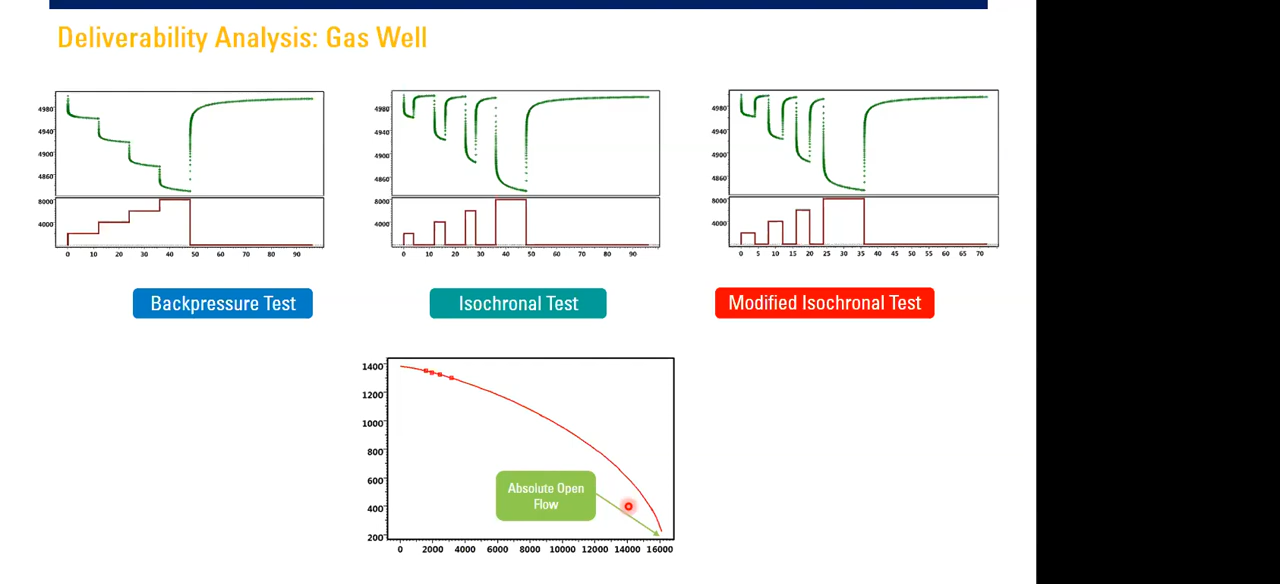 Deliverability Analysis: Gas Well
4980
4940
4900
4860
8000
4000
0 10 20 30 40 50 60 70 80 90
4980
4940
4900
4860
8000
4000
0 10 20 30 40 50 60 70 80 90
4980
4940
4900
4860
8000
4000
0 5 10 15 20 25 30 35 40 45 50 55 60 65 70
Backpressure Test
Isochronal Test
Modified Isochronal Test
1400
1200
1000
800
600
400
200
Absolute Open
Flow
0 2000 4000 6000 8000 10000 12000 14000 16000